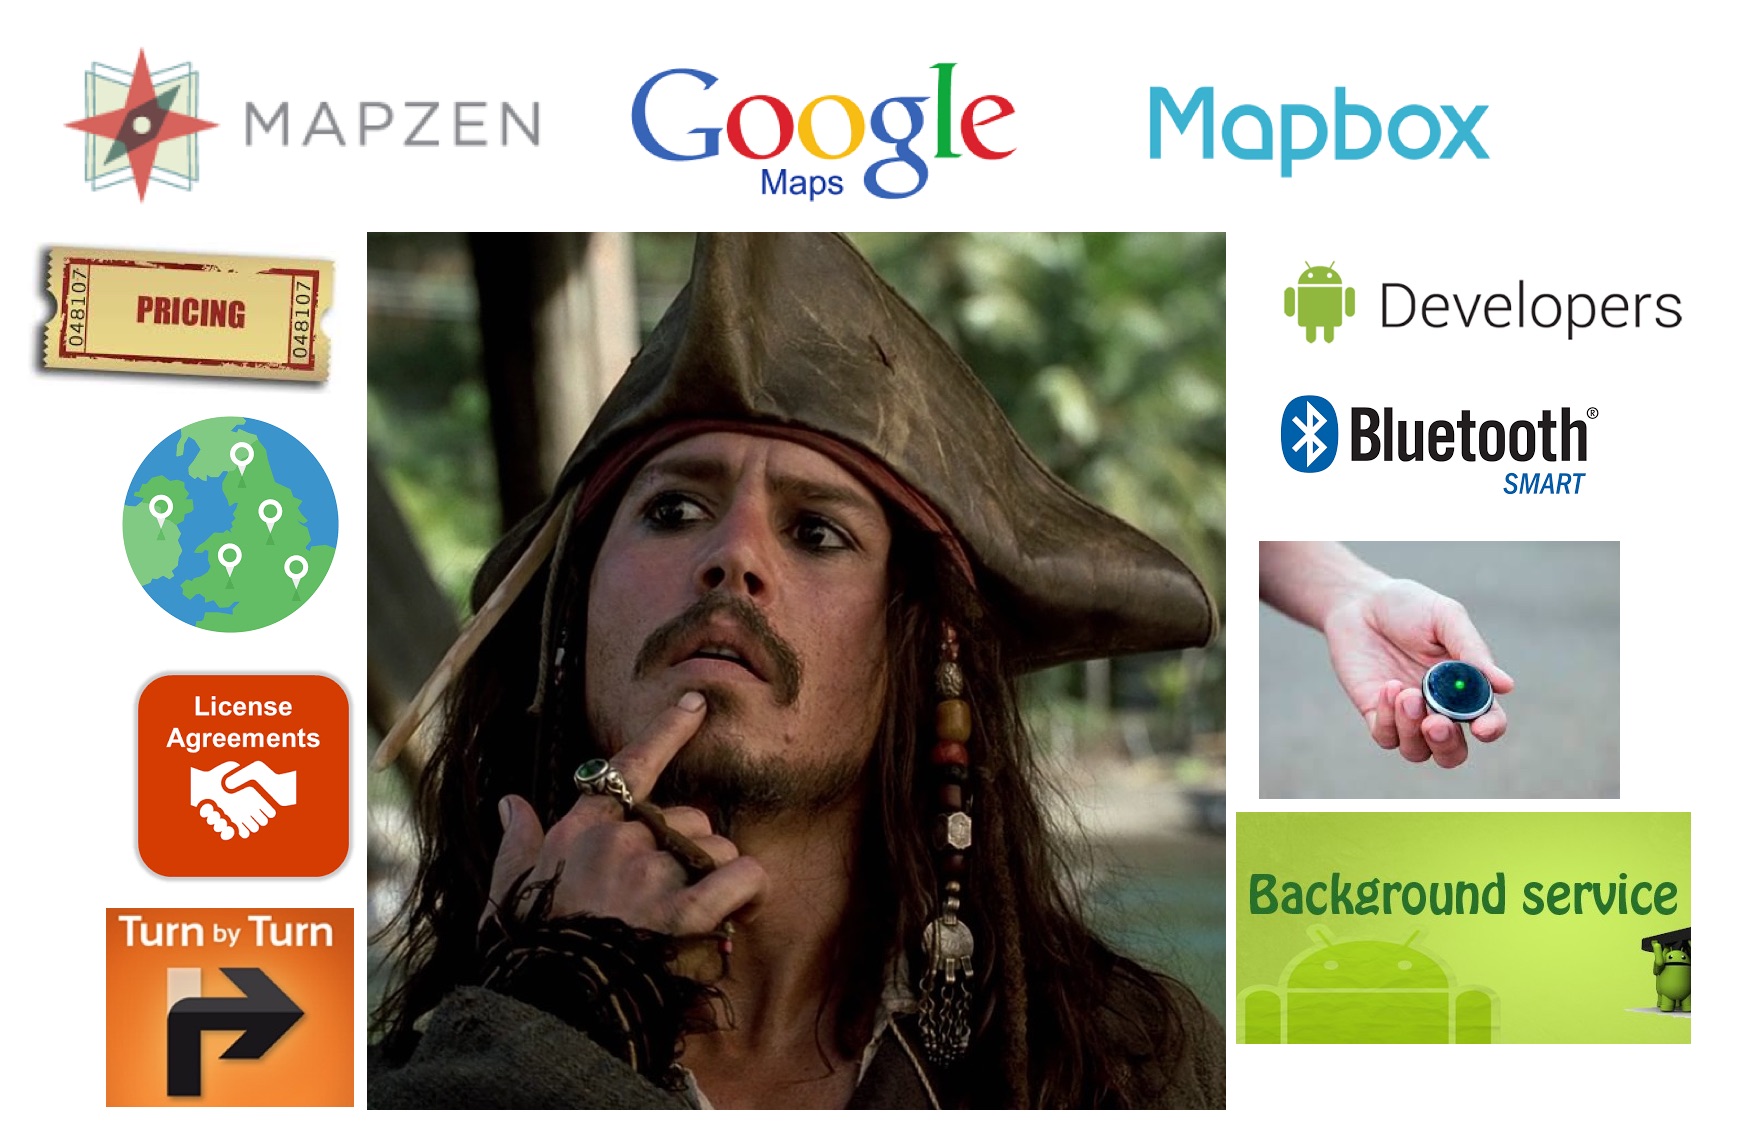 MAPZEN
Google
Maps
Mapbox
048107
PRICING
048107
Developers
Bluetooth®
SMART
License
Agreements
Background service
Turn by Turn